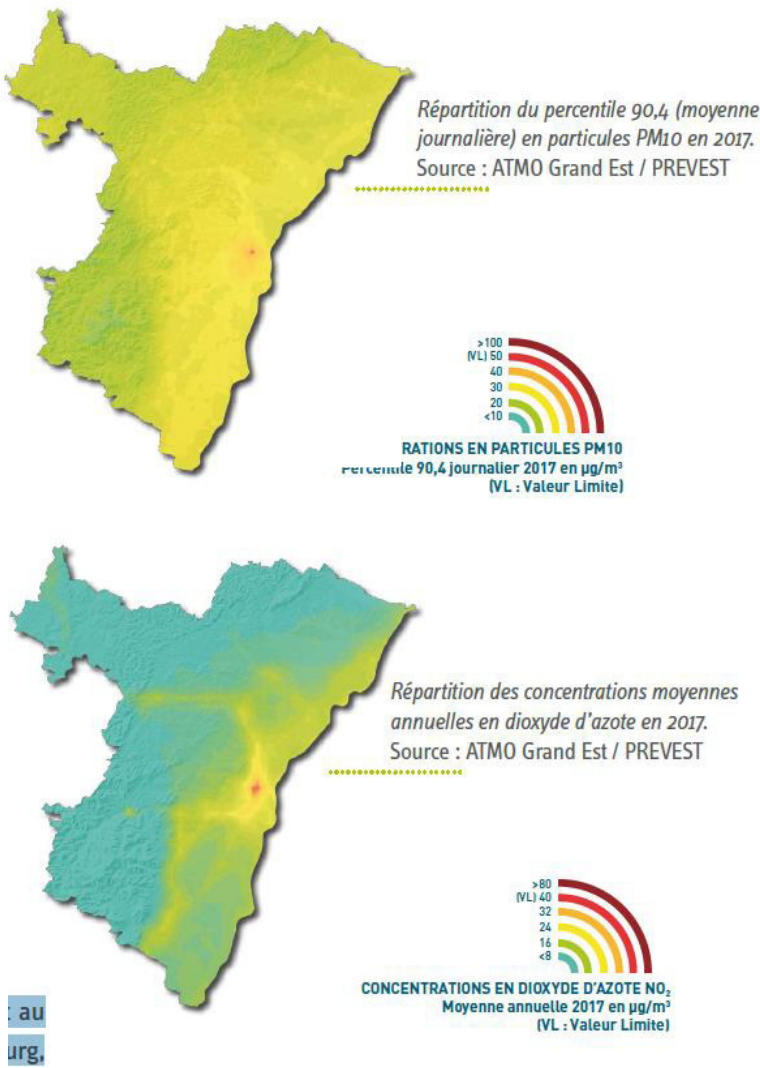 Répartition du percentile 90,4 (moyenne
journalière) en particules PM10 en 2017.
Source : ATMO Grand Est / PREVEST
>100
(VL) 50
40
30
20
<10
RATIONS EN PARTICULES PM10
Percentile 90,4 journalier 2017 en µg/m³
(VL : Valeur Limite)
Répartition des concentrations moyennes
annuelles en dioxyde d'azote en 2017.
Source : ATMO Grand Est / PREVEST
>80
(VL) 40
32
24
16
<8
CONCENTRATIONS EN DIOXYDE D'AZOTE NO₂
Moyenne annuelle 2017 en µg/m³
(VL : Valeur Limite)
au
urg,